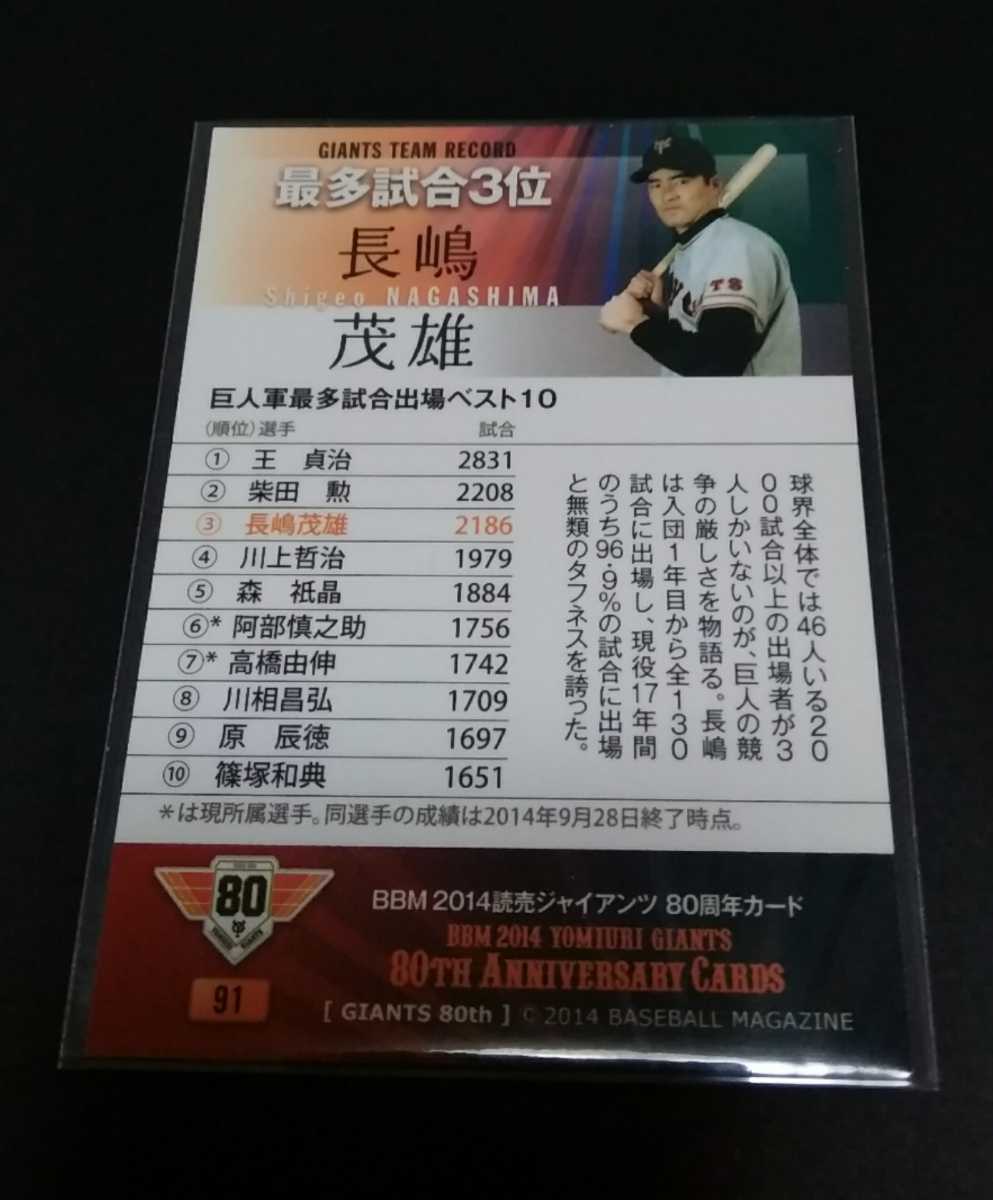 GIANTS TEAM RECORD
最多試合3位
長嶋
Shigeo NAGASHIMA
茂雄
TS
巨人軍最多試合出場ベスト10
(順位)選手 試合
① 王 貞治 2831
② 柴田 勲 2208
③ 長嶋茂雄 2186
④ 川上哲治 1979
⑤ 森 祇晶 1884
⑥* 阿部慎之助 1756
⑦* 高橋由伸 1742
⑧ 川相昌弘 1709
⑨ 原 辰徳 1697
⑩ 篠塚和典 1651
球界全体では46人いる20
00試合以上の出場者が3
人しかいないのが、巨人の競
争の厳しさを物語る。長嶋
は入団1年目から全130
試合に出場し、現役17年間
のうち96・9%の試合に出場
と無類のタフネスを誇った。
*は現所属選手。同選手の成績は2014年9月28日終了時点。
80
91
BBM 2014読売ジャイアンツ 80周年カード
BBM 2014 YOMIURI GIANTS
80TH ANNIVERSARY CARDS
[ GIANTS 80th ] © 2014 BASEBALL MAGAZINE